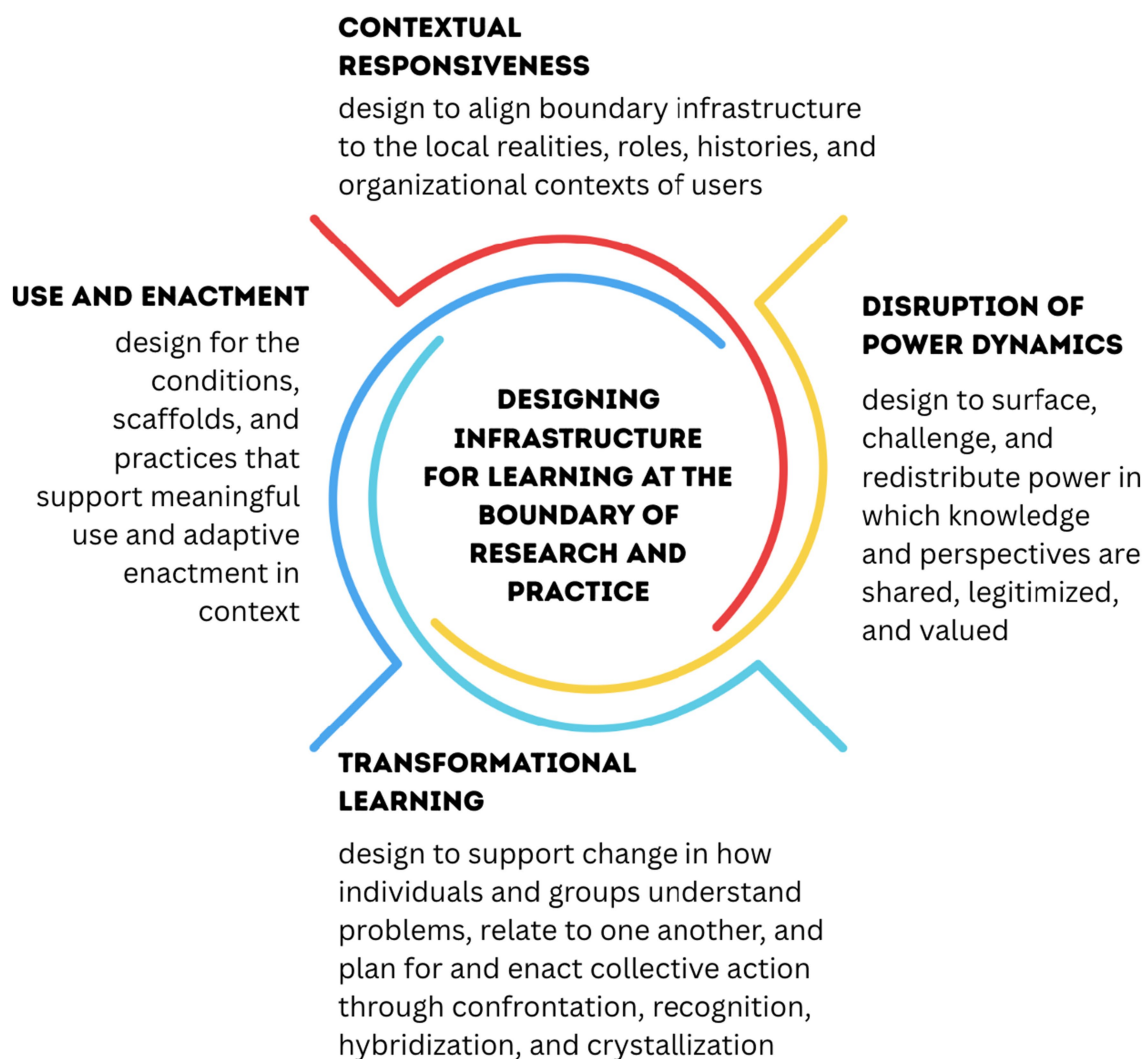 CONTEXTUAL
RESPONSIVENESS
design to align boundary infrastructure
to the local realities, roles, histories, and
organizational contexts of users
USE AND ENACTMENT
design for the
conditions,
scaffolds, and
practices that
support meaningful
use and adaptive
enactment in
context
DESIGNING
INFRASTRUCTURE
FOR LEARNING AT THE
BOUNDARY OF
RESEARCH AND
PRACTICE
DISRUPTION OF
POWER DYNAMICS
design to surface,
challenge, and
redistribute power in
which knowledge
and perspectives are
shared, legitimized,
and valued
TRANSFORMATIONAL
LEARNING
design to support change in how
individuals and groups understand
problems, relate to one another, and
plan for and enact collective action
through confrontation, recognition,
hybridization, and crystallization